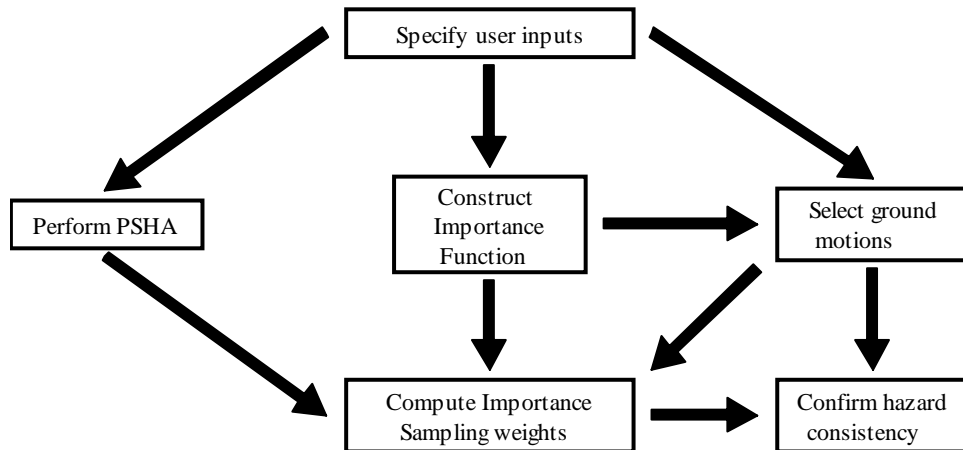 Specify user inputs
Perform PSHA
Construct
Importance
Function
Select ground
motions
Compute Importance
Sampling weights
Confirm hazard
consistency